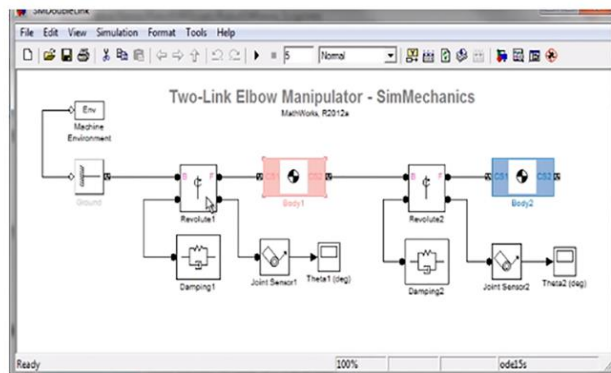 SMDoubleLink
File Edit View Simulation Format Tools Help
5 Normal
Two-Link Elbow Manipulator - SimMechanics
MathWorks, R2012a
Env
Machine
Environment
Ground
B F
Revolute1
CS1 CS2
Body1
B F
Revolute2
CS1 CS2
Body2
Damping1
Joint Sensor1
Theta1 (deg)
Damping2
Joint Sensor2
Theta2 (deg)
Ready 100% ode15s